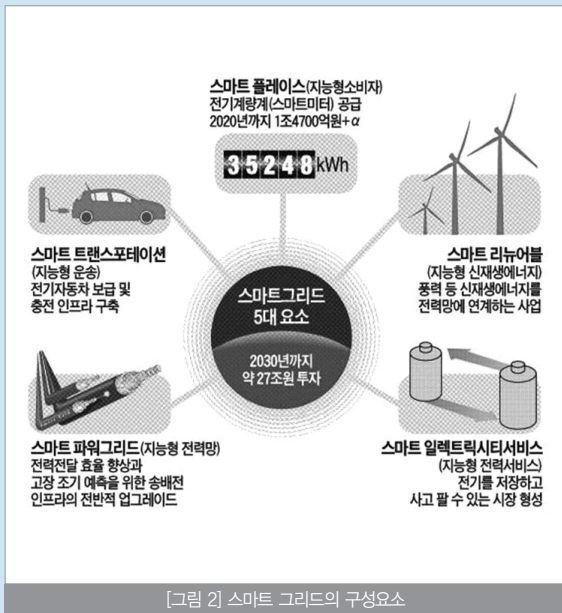 스마트 플레이스(지능형소비자)
전기계량계(스마트미터) 공급
2020년까지 1조4700억원+α
35248kWh
스마트 트랜스포테이션
(지능형 운송)
전기자동차 보급 및
충전 인프라 구축
스마트 리뉴어블
(지능형 신재생에너지)
풍력 등 신재생에너지를
전력망에 연계하는 사업
스마트그리드
5대 요소
2030년까지
약 27조원 투자
스마트 파워그리드(지능형 전력망)
전력전달 효율 향상과
고장 조기 예측을 위한 송배전
인프라의 전반적 업그레이드
스마트 일렉트릭시티서비스
(지능형 전력서비스)
전기를 저장하고
사고 팔 수 있는 시장 형성
[그림 2] 스마트 그리드의 구성요소